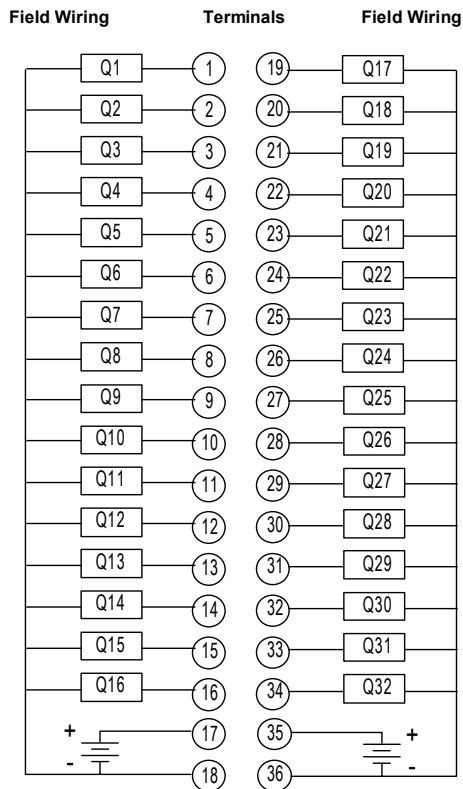 Field Wiring Terminals Field Wiring
Q1 1 19 Q17
Q2 2 20 Q18
Q3 3 21 Q19
Q4 4 22 Q20
Q5 5 23 Q21
Q6 6 24 Q22
Q7 7 25 Q23
Q8 8 26 Q24
Q9 9 27 Q25
Q10 10 28 Q26
Q11 11 29 Q27
Q12 12 30 Q28
Q13 13 31 Q29
Q14 14 32 Q30
Q15 15 33 Q31
Q16 16 34 Q32
+ 17 35 +
- 18 36 -